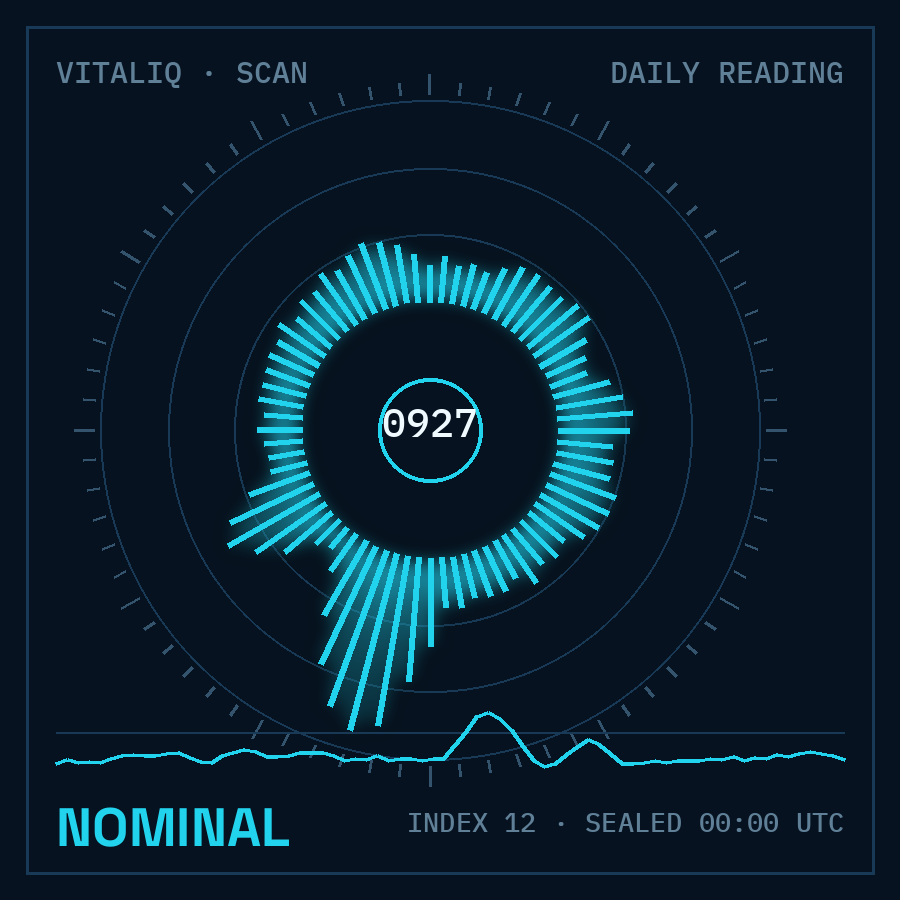 VITALIQ · SCAN
DAILY READING
0927
NOMINAL
INDEX 12 · SEALED 00:00 UTC